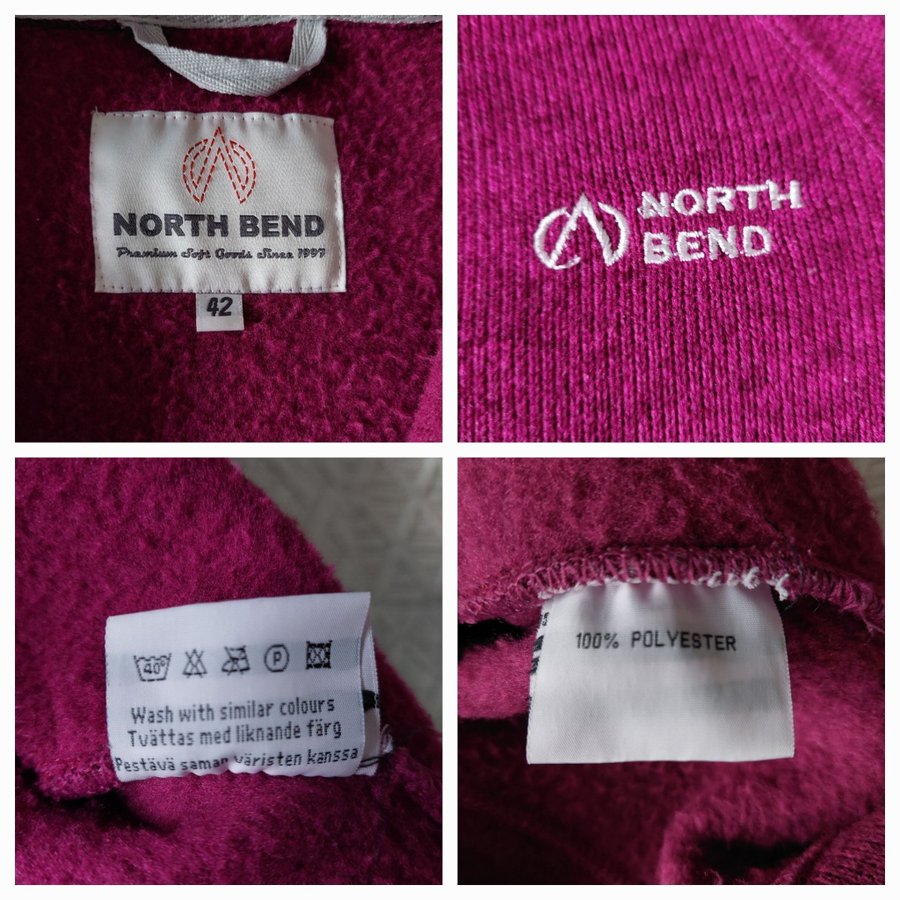 NORTH BEND
Premium Soft Goods Since 1997
42
NORTH
BEND
40°
P
Wash with similar colours
Tvättas med liknande färg
Pestävä saman väristen kanssa
100% POLYESTER